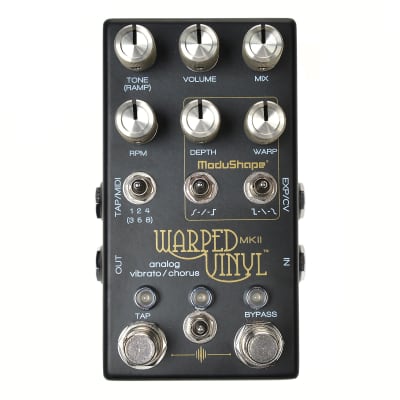 TONE
(RAMP)
VOLUME
MIX
RPM
DEPTH
WARP
ModuShape®
TAP/MIDI
1 2 4
(3 6 8)
EXP/CV
WARPED
MKII
VINYL™
analog
vibrato/chorus
OUT
IN
TAP
BYPASS